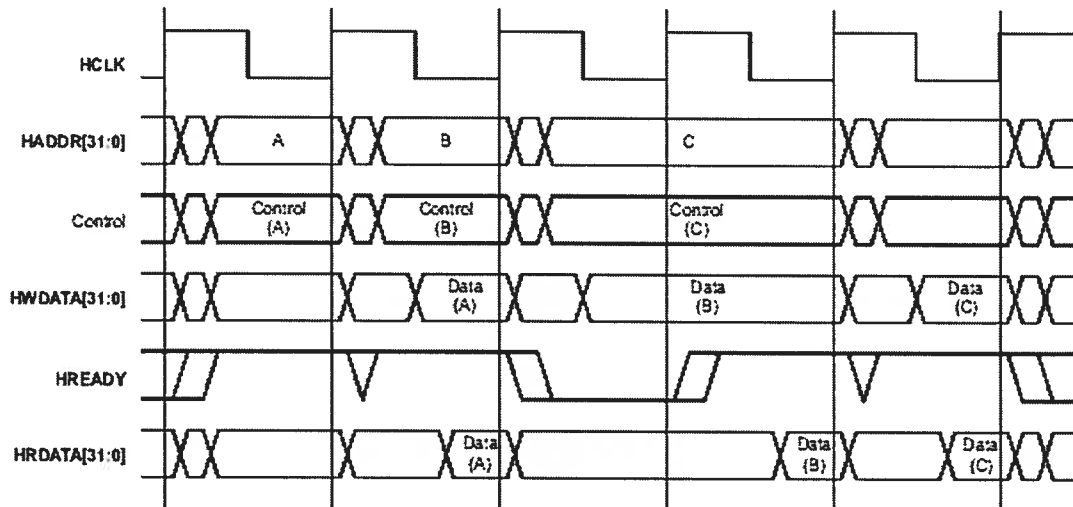 HCLK
HADDR[31:0]
A
B
C
Control
Control
(A)
Control
(B)
Control
(C)
HWDATA[31:0]
Data
(A)
Data
(B)
Data
(C)
HREADY
HRDATA[31:0]
Data
(A)
Data
(B)
Data
(C)